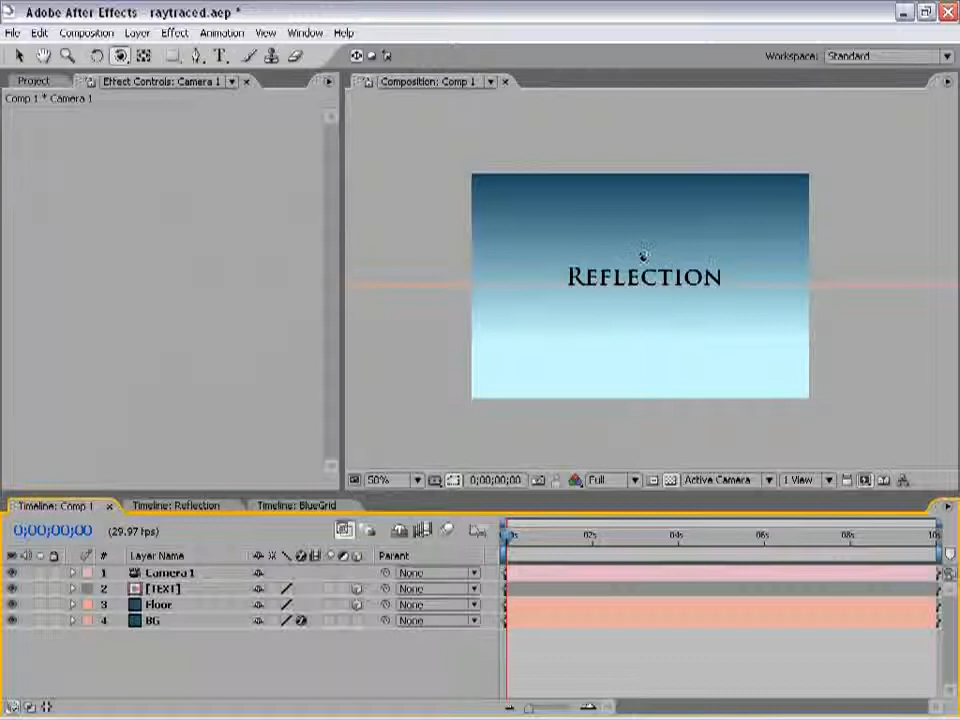 Adobe After Effects - raytraced.aep *
File Edit Composition Layer Effect Animation View Window Help
Workspace: Standard
Project Effect Controls: Camera 1 Composition: Comp 1
Comp 1 * Camera 1
REFLECTION
50% 0;00;00;00 Full Active Camera 1 View
Timeline: Comp 1 Timeline: Reflection Timeline: BlueGrid
0;00;00;00 (29.97 fps)
02s 04s 06s 08s 10s
# Layer Name Parent
1 Camera 1 None
2 [TEXT] None
3 Floor None
4 BG None